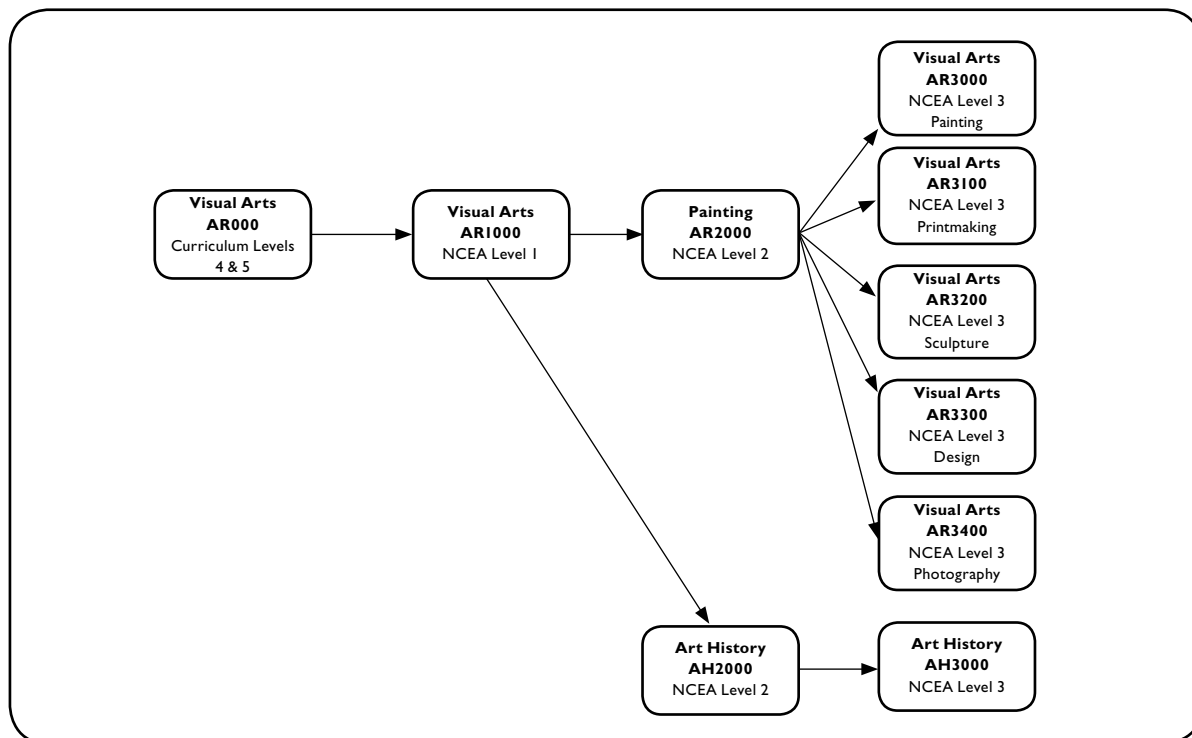 Visual Arts
AR000
Curriculum Levels
4 & 5
Visual Arts
AR1000
NCEA Level 1
Painting
AR2000
NCEA Level 2
Visual Arts
AR3000
NCEA Level 3
Painting
Visual Arts
AR3100
NCEA Level 3
Printmaking
Visual Arts
AR3200
NCEA Level 3
Sculpture
Visual Arts
AR3300
NCEA Level 3
Design
Visual Arts
AR3400
NCEA Level 3
Photography
Art History
AH2000
NCEA Level 2
Art History
AH3000
NCEA Level 3